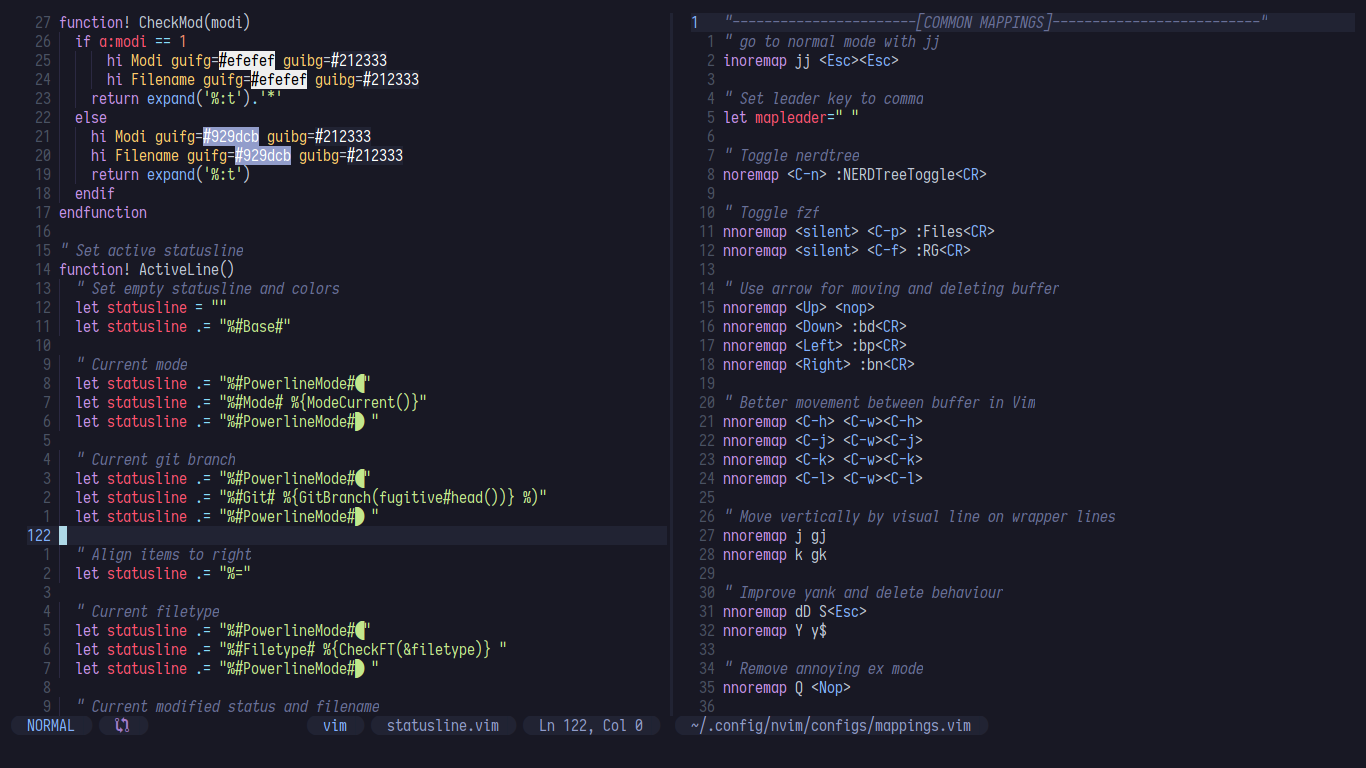 27 function! CheckMod(modi)
26   if a:modi == 1
25       hi Modi guifg=#efefef guibg=#212333
24       hi Filename guifg=#efefef guibg=#212333
23     return expand('%:t').'*'
22   else
21     hi Modi guifg=#929dcb guibg=#212333
20     hi Filename guifg=#929dcb guibg=#212333
19     return expand('%:t')
18   endif
17 endfunction
16
15 " Set active statusline
14 function! ActiveLine()
13   " Set empty statusline and colors
12   let statusline = ""
11   let statusline .= "%#Base#"
10
9   " Current mode
8   let statusline .= "%#PowerlineMode#"
7   let statusline .= "%#Mode# %{ModeCurrent()}"
6   let statusline .= "%#PowerlineMode# "
5
4   " Current git branch
3   let statusline .= "%#PowerlineMode#"
2   let statusline .= "%#Git# %{GitBranch(fugitive#head())} %)"
1   let statusline .= "%#PowerlineMode# "
122
1   " Align items to right
2   let statusline .= "%="
3
4   " Current filetype
5   let statusline .= "%#PowerlineMode#"
6   let statusline .= "%#Filetype# %{CheckFT(&filetype)} "
7   let statusline .= "%#PowerlineMode# "
8
9   " Current modified status and filename
NORMAL vim statusline.vim Ln 122, Col 0
1 "-----------------------[COMMON MAPPINGS]--------------------------"
1 " go to normal mode with jj
2 inoremap jj <Esc><Esc>
3
4 " Set leader key to comma
5 let mapleader=" "
6
7 " Toggle nerdtree
8 noremap <C-n> :NERDTreeToggle<CR>
9
10 " Toggle fzf
11 nnoremap <silent> <C-p> :Files<CR>
12 nnoremap <silent> <C-f> :RG<CR>
13
14 " Use arrow for moving and deleting buffer
15 nnoremap <Up> <nop>
16 nnoremap <Down> :bd<CR>
17 nnoremap <Left> :bp<CR>
18 nnoremap <Right> :bn<CR>
19
20 " Better movement between buffer in Vim
21 nnoremap <C-h> <C-w><C-h>
22 nnoremap <C-j> <C-w><C-j>
23 nnoremap <C-k> <C-w><C-k>
24 nnoremap <C-l> <C-w><C-l>
25
26 " Move vertically by visual line on wrapper lines
27 nnoremap j gj
28 nnoremap k gk
29
30 " Improve yank and delete behaviour
31 nnoremap dD S<Esc>
32 nnoremap Y y$
33
34 " Remove annoying ex mode
35 nnoremap Q <Nop>
36
~/.config/nvim/configs/mappings.vim